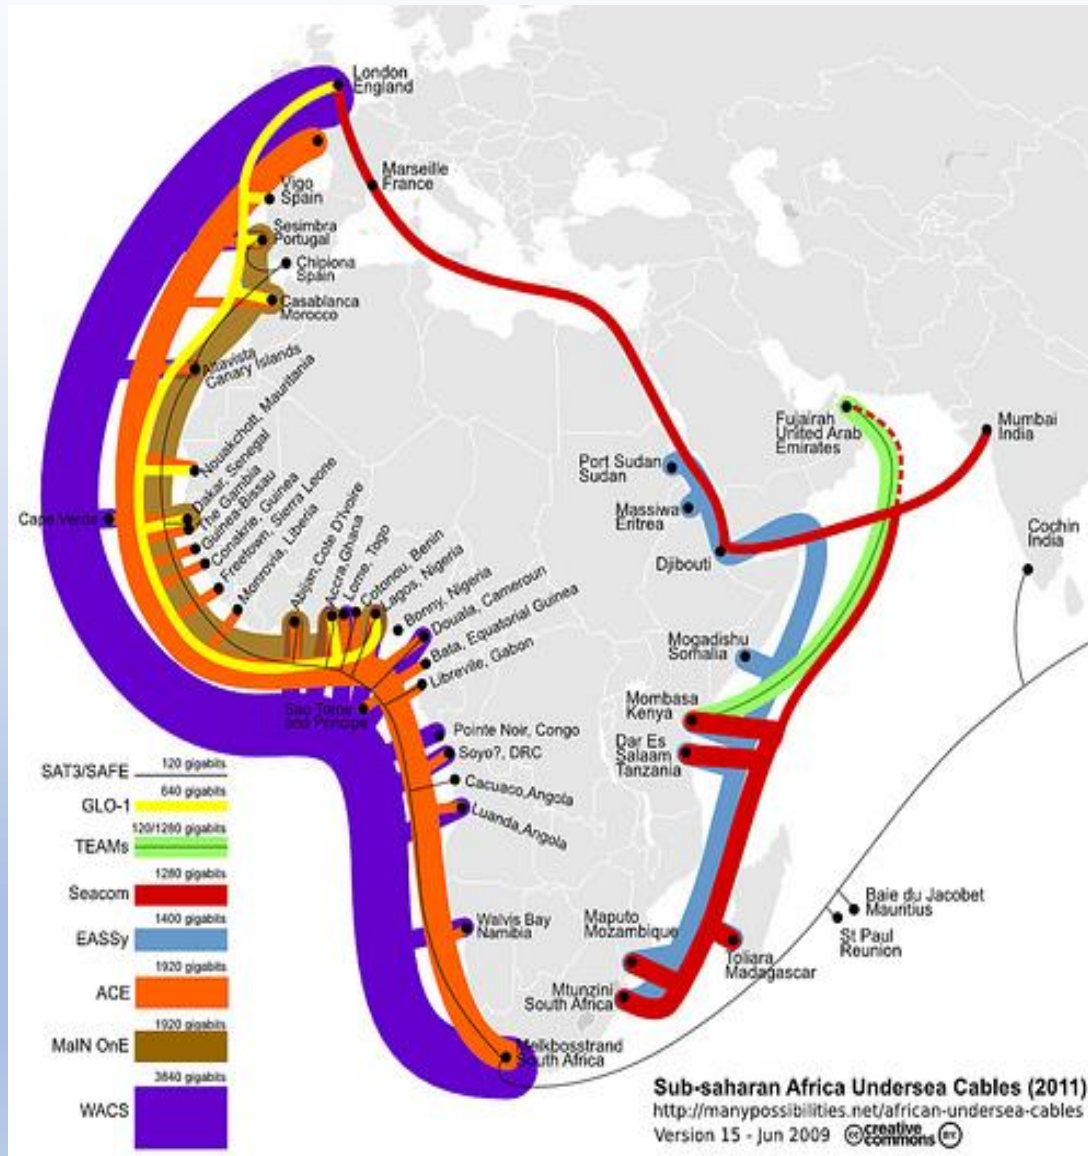 London
England
Marseille
France
Vigo
Spain
Sesimbra
Portugal
Chipiona
Spain
Casablanca
Morocco
Altavista
Canary Islands
Nouakchott, Mauritania
Dakar, Senegal
The Gambia
Guinea-Bissau
Conakrie, Guinea
Freetown, Sierra Leone
Monrovia, Liberia
Cape Verde
Abijan, Cote D'Ivoire
Accra, Ghana
Lome, Togo
Cotonou, Benin
Lagos, Nigeria
Bonny, Nigeria
Douala, Cameroun
Bata, Equatorial Guinea
Libreville, Gabon
Sao Tome
and Principe
Pointe Noir, Congo
Soyo?, DRC
Cacuaco, Angola
Luanda, Angola
Walvis Bay
Namibia
Melkbosstrand
South Africa
Fujairah
United Arab
Emirates
Mumbai
India
Port Sudan
Sudan
Massiwa
Eritrea
Djibouti
Cochin
India
Mogadishu
Somalia
Mombasa
Kenya
Dar Es
Salaam
Tanzania
Maputo
Mozambique
Mtunzini
South Africa
Toliara
Madagascar
Baie du Jacobet
Mauritius
St Paul
Reunion
120 gigabits
SAT3/SAFE
640 gigabits
GLO-1
120/1280 gigabits
TEAMs
1280 gigabits
Seacom
1400 gigabits
EASSy
1920 gigabits
ACE
1920 gigabits
MaIN OnE
3840 gigabits
WACS
Sub-saharan Africa Undersea Cables (2011)
http://manypossibilities.net/african-undersea-cables
Version 15 - Jun 2009 cc creative commons BY